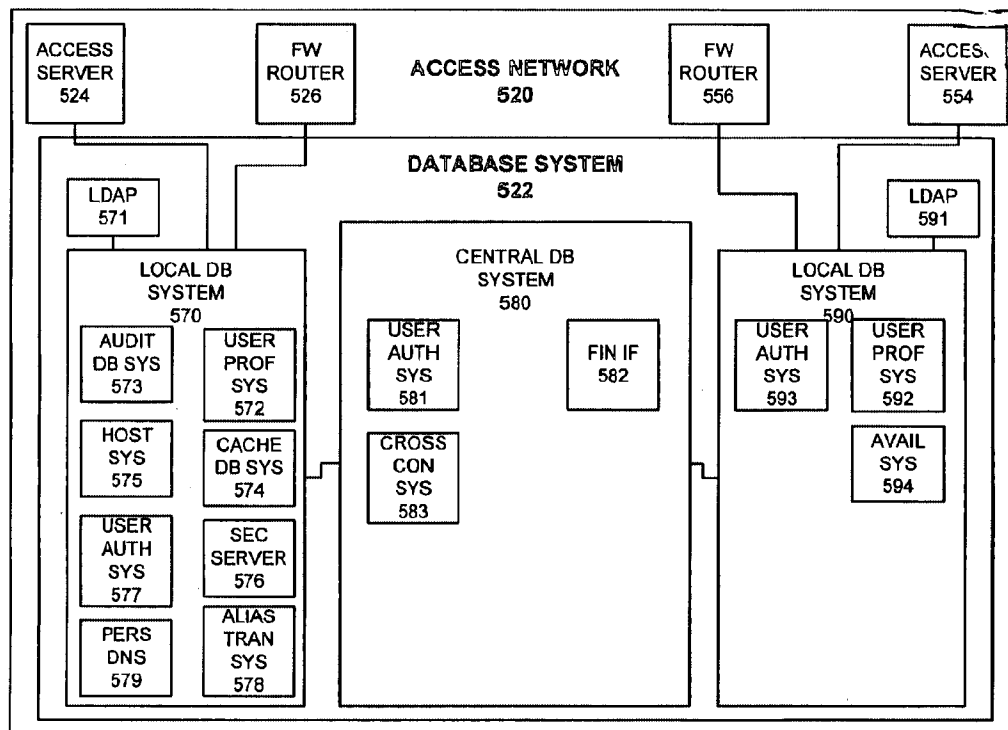 ACCESS
SERVER
524
FW
ROUTER
526
ACCESS NETWORK
520
FW
ROUTER
556
SERVER
554
DATABASE SYSTEM
522
LDAP
571
LDAP
591
LOCAL DB
SYSTEM
570
AUDIT
DB SYS
573
USER
PROF
SYS
572
HOST
SYS
575
CACHE
DB SYS
574
USER
AUTH
SYS
577
SEC
SERVER
576
PERS
DNS
579
ALIAS
TRAN
SYS
578
CENTRAL DB
SYSTEM
580
USER
AUTH
SYS
581
FIN IF
582
CROSS
CON
SYS
583
LOCAL DB
SYSTEM
590
USER
AUTH
SYS
593
USER
PROF
SYS
592
AVAIL
SYS
594